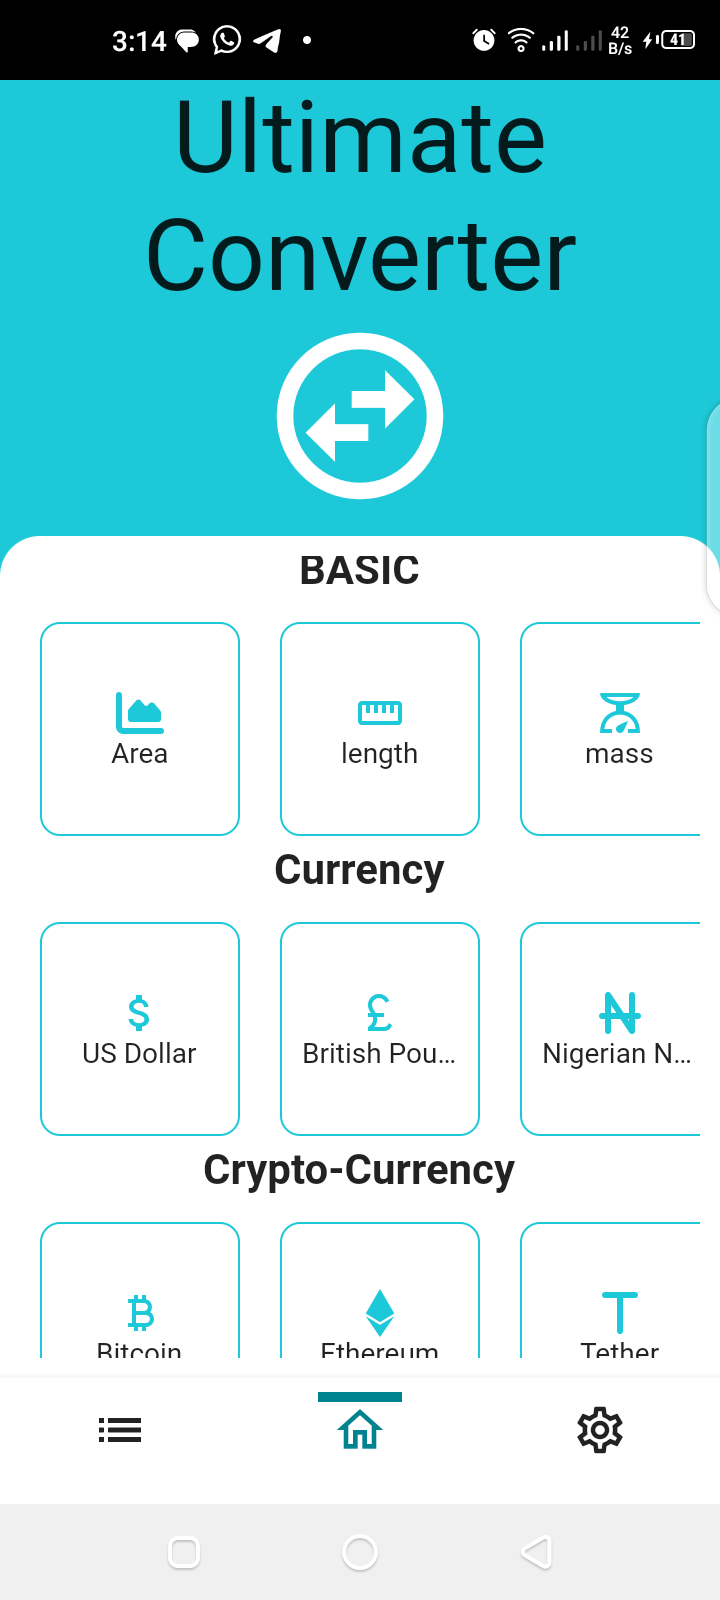 3:14
42
B/s
41
Ultimate
Converter
BASIC
Area
length
mass
Currency
US Dollar
British Pou...
Nigerian N...
Crypto-Currency
Bitcoin
Ethereum
Tether